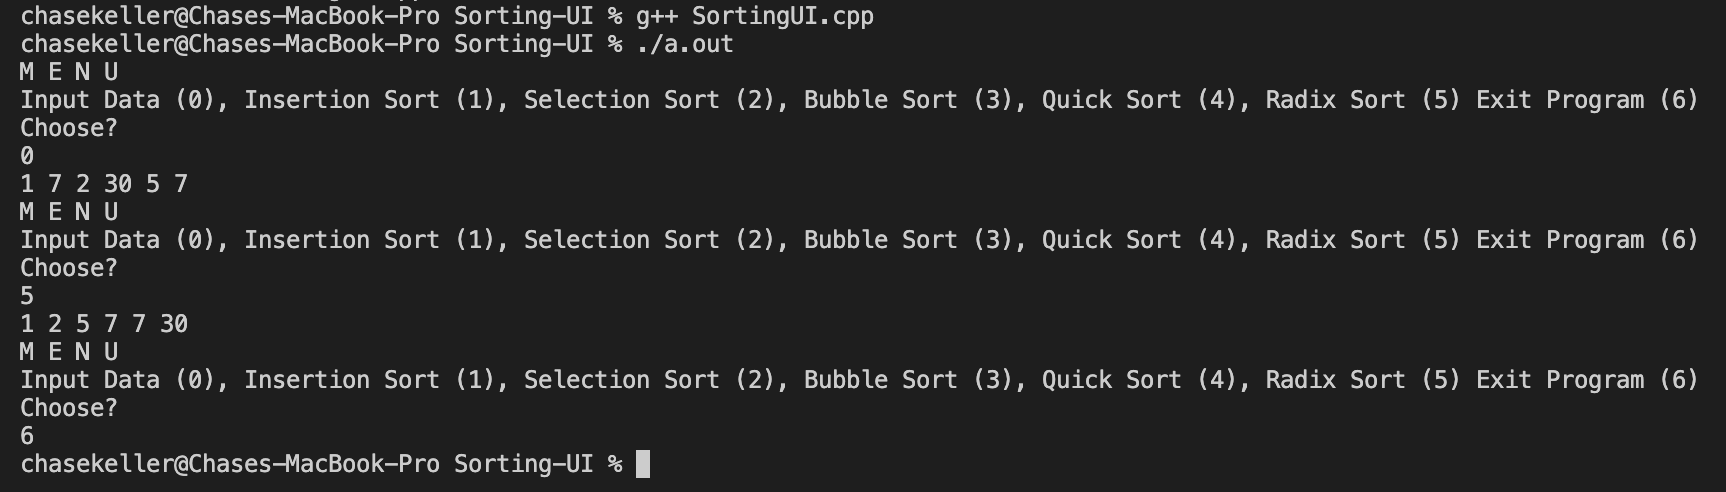 chasekeller@Chases-MacBook-Pro Sorting-UI % g++ SortingUI.cpp
chasekeller@Chases-MacBook-Pro Sorting-UI % ./a.out
M E N U
Input Data (0), Insertion Sort (1), Selection Sort (2), Bubble Sort (3), Quick Sort (4), Radix Sort (5) Exit Program (6)
Choose?
0
1 7 2 30 5 7
M E N U
Input Data (0), Insertion Sort (1), Selection Sort (2), Bubble Sort (3), Quick Sort (4), Radix Sort (5) Exit Program (6)
Choose?
5
1 2 5 7 7 30
M E N U
Input Data (0), Insertion Sort (1), Selection Sort (2), Bubble Sort (3), Quick Sort (4), Radix Sort (5) Exit Program (6)
Choose?
6
chasekeller@Chases-MacBook-Pro Sorting-UI %